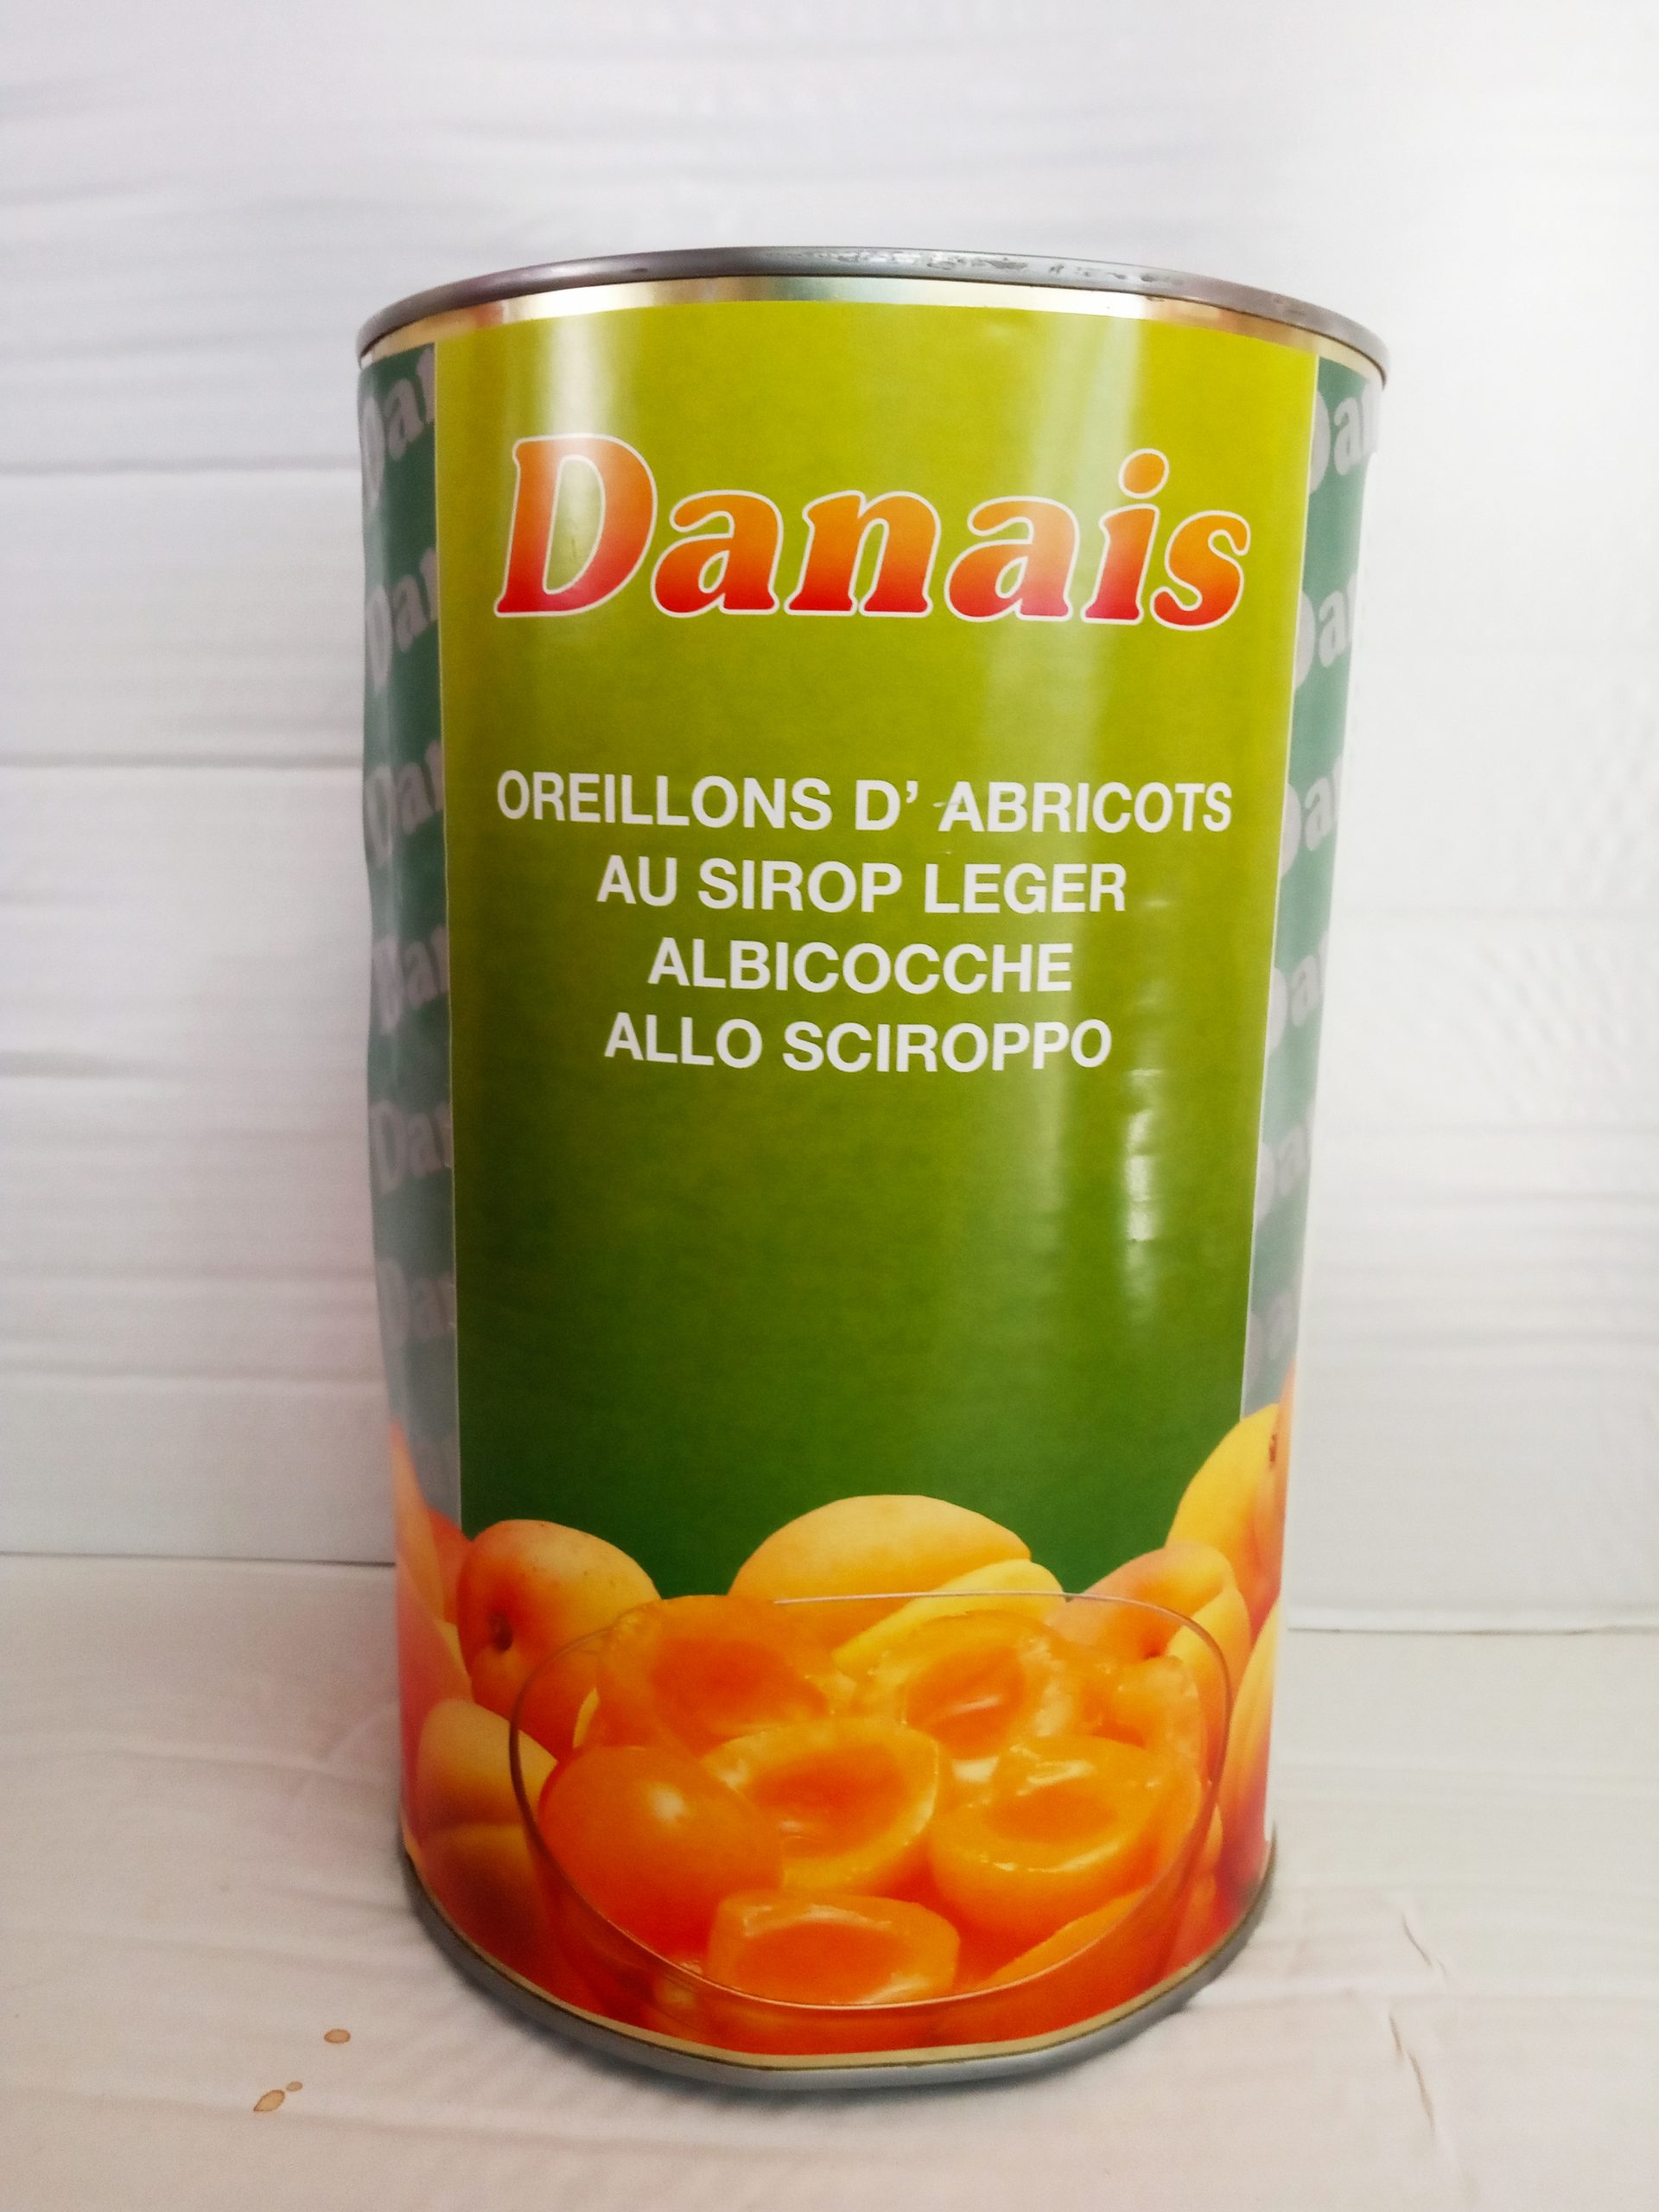 Danais
OREILLONS D' ABRICOTS
AU SIROP LEGER
ALBICOCCHE
ALLO SCIROPPO